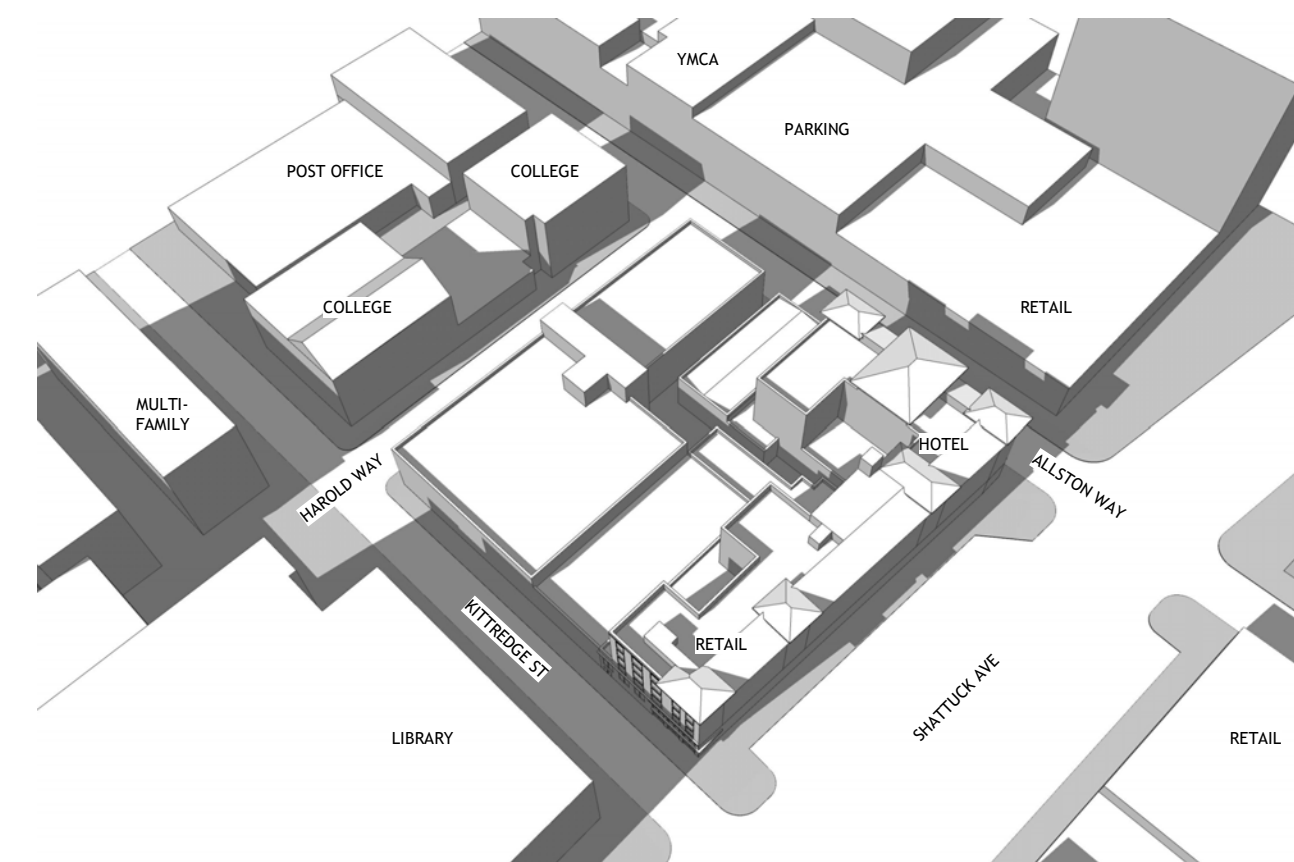 YMCA
PARKING
POST OFFICE
COLLEGE
COLLEGE
RETAIL
MULTI-
FAMILY
HOTEL
HAROLD WAY
ALLSTON WAY
KITTREDGE ST
RETAIL
SHATTUCK AVE
LIBRARY
RETAIL